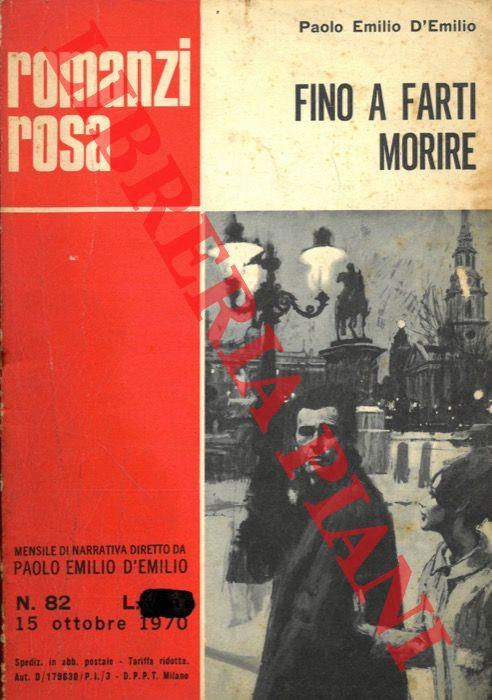 Paolo Emilio D'Emilio
romanzi
rosa
FINO A FARTI
MORIRE
LIBRERIA PIANI
MENSILE DI NARRATIVA DIRETTO DA
PAOLO EMILIO D'EMILIO
N. 82 L.
15 ottobre 1970
Spediz. in abb. postale - Tariffa ridotta.
Aut. D/179630/P.I./3 - D.P.P.T. Milano